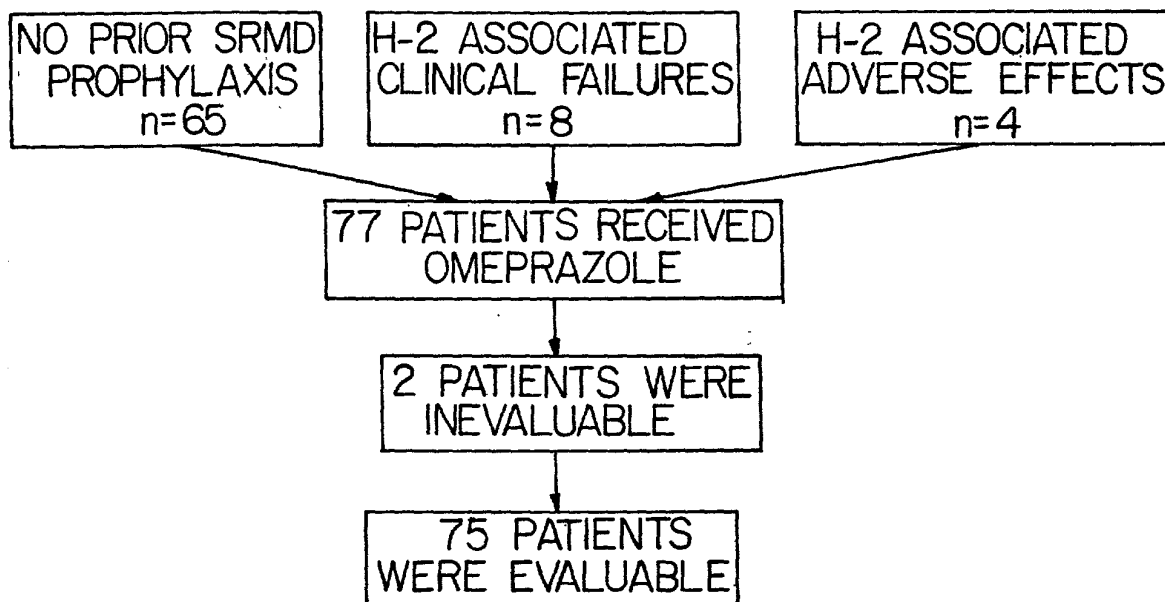 NO PRIOR SRMD
PROPHYLAXIS
n=65
H-2 ASSOCIATED
CLINICAL FAILURES
n=8
H-2 ASSOCIATED
ADVERSE EFFECTS
n=4
77 PATIENTS RECEIVED
OMEPRAZOLE
2 PATIENTS WERE
INEVALUABLE
75 PATIENTS
WERE EVALUABLE